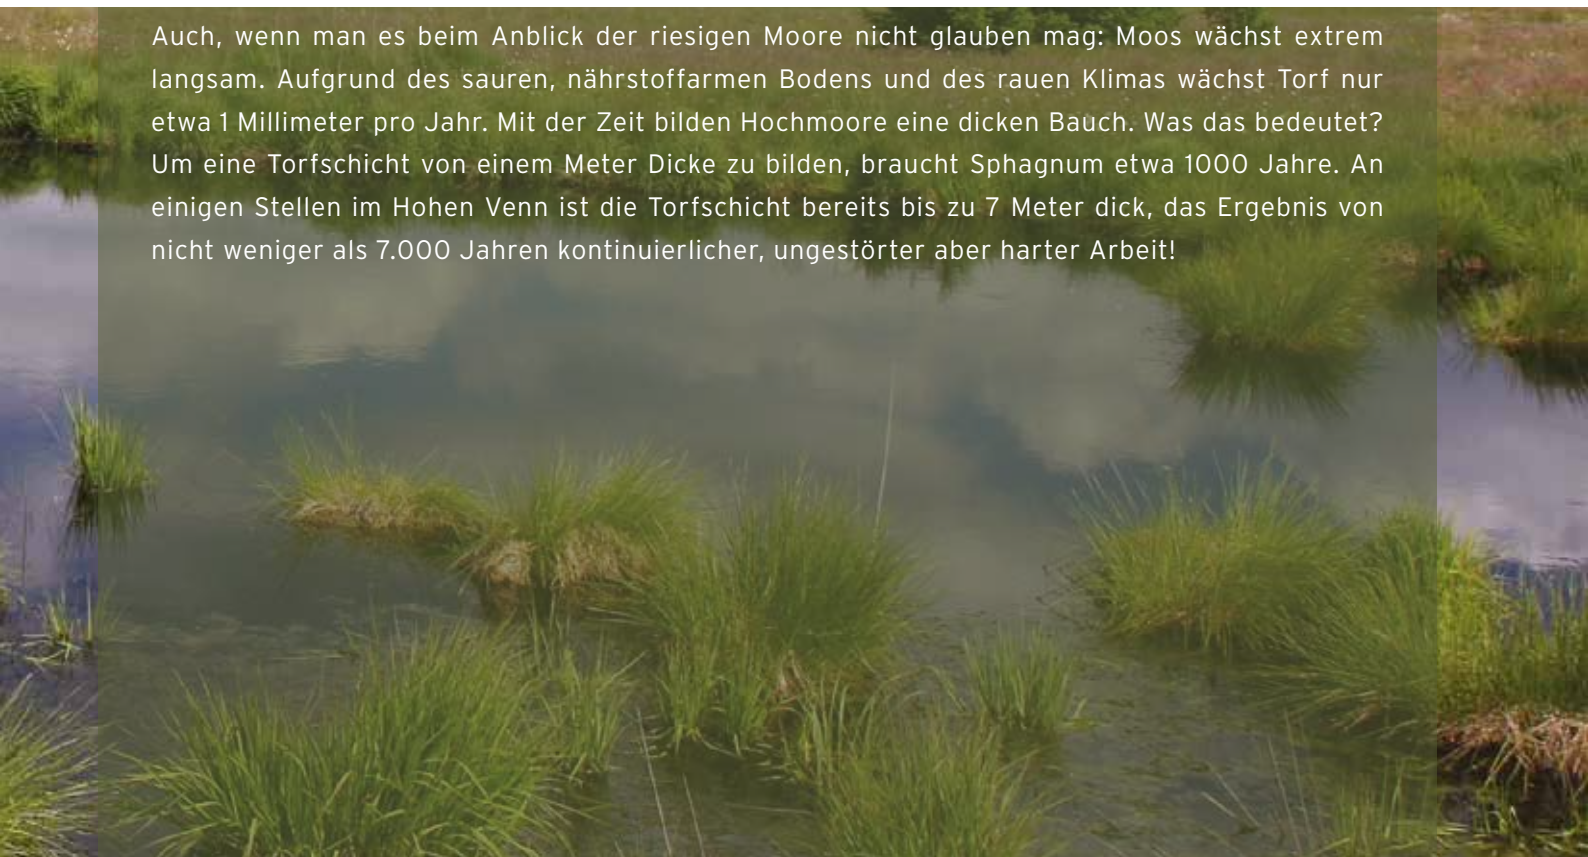 Auch, wenn man es beim Anblick der riesigen Moore nicht glauben mag: Moos wächst extrem
langsam. Aufgrund des sauren, nährstoffarmen Bodens und des rauen Klimas wächst Torf nur
etwa 1 Millimeter pro Jahr. Mit der Zeit bilden Hochmoore eine dicken Bauch. Was das bedeutet?
Um eine Torfschicht von einem Meter Dicke zu bilden, braucht Sphagnum etwa 1000 Jahre. An
einigen Stellen im Hohen Venn ist die Torfschicht bereits bis zu 7 Meter dick, das Ergebnis von
nicht weniger als 7.000 Jahren kontinuierlicher, ungestörter aber harter Arbeit!